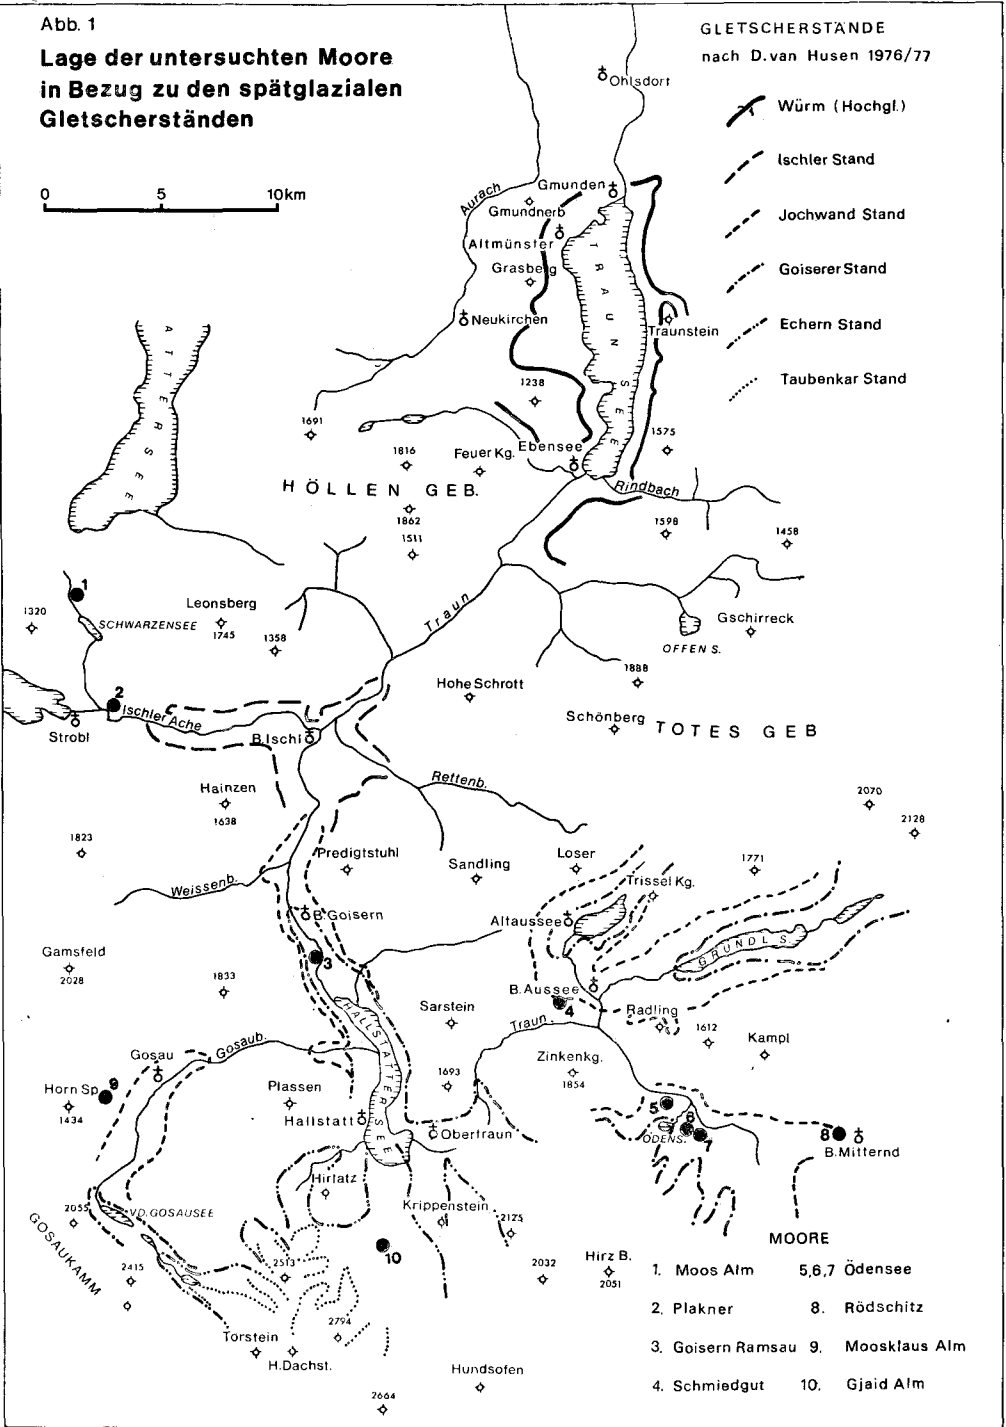 Abb. 1
Lage der untersuchten Moore
in Bezug zu den spätglazialen
Gletscherständen
0 5 10km
GLETSCHERSTÄNDE
nach D.van Husen 1976/77
Würm (Hochgl.)
Ischler Stand
Jochwand Stand
Goiserer Stand
Echern Stand
Taubenkar Stand
Ohlsdorf
Aurach
Gmunden
Gmundnerb
Altmünster
Grasberg
TRAUNSEE
Neukirchen
Traunstein
ATTERSEE
1238
1691
1816
Feuer Kg.
Ebensee
1575
HÖLLEN GEB.
Rindbach
1862
1511
1598
1458
1
1320
Leonsberg
1745
SCHWARZENSEE
1358
Traun
Gschirreck
OFFEN S.
1888
Hohe Schrott
2
Ischler Ache
Strobl
B.Ischl
Schönberg
TOTES GEB
Hainzen
1638
Rettenb.
2070
2128
1823
Predigtstuhl
Sandling
Loser
1771
Weissenb.
Trissel Kg.
B.Goisern
Altaussee
GRUNDL S.
Gamsfeld
2028
3
1833
B.Aussee
4
HALLSTÄTTER SEE
Sarstein
Traun
Radling
1612
Kampl
Gosau
Gosaub.
Zinkenkg.
1854
Horn Sp
9
1434
Plassen
1693
Hallstatt
Obertraun
5
6
7
ÖDENS.
8
B.Mitternd
Hirlatz
Krippenstein
2055
VD.GOSAUSEE
2125
GOSAUKAMM
10
2415
2513
2032
Hirz B.
2051
2794
Torstein
H.Dachst.
Hundsofen
2664
MOORE
1. Moos Alm 5,6,7 Ödensee
2. Plakner 8. Rödschitz
3. Goisern Ramsau 9. Moosklaus Alm
4. Schmiedgut 10. Gjaid Alm